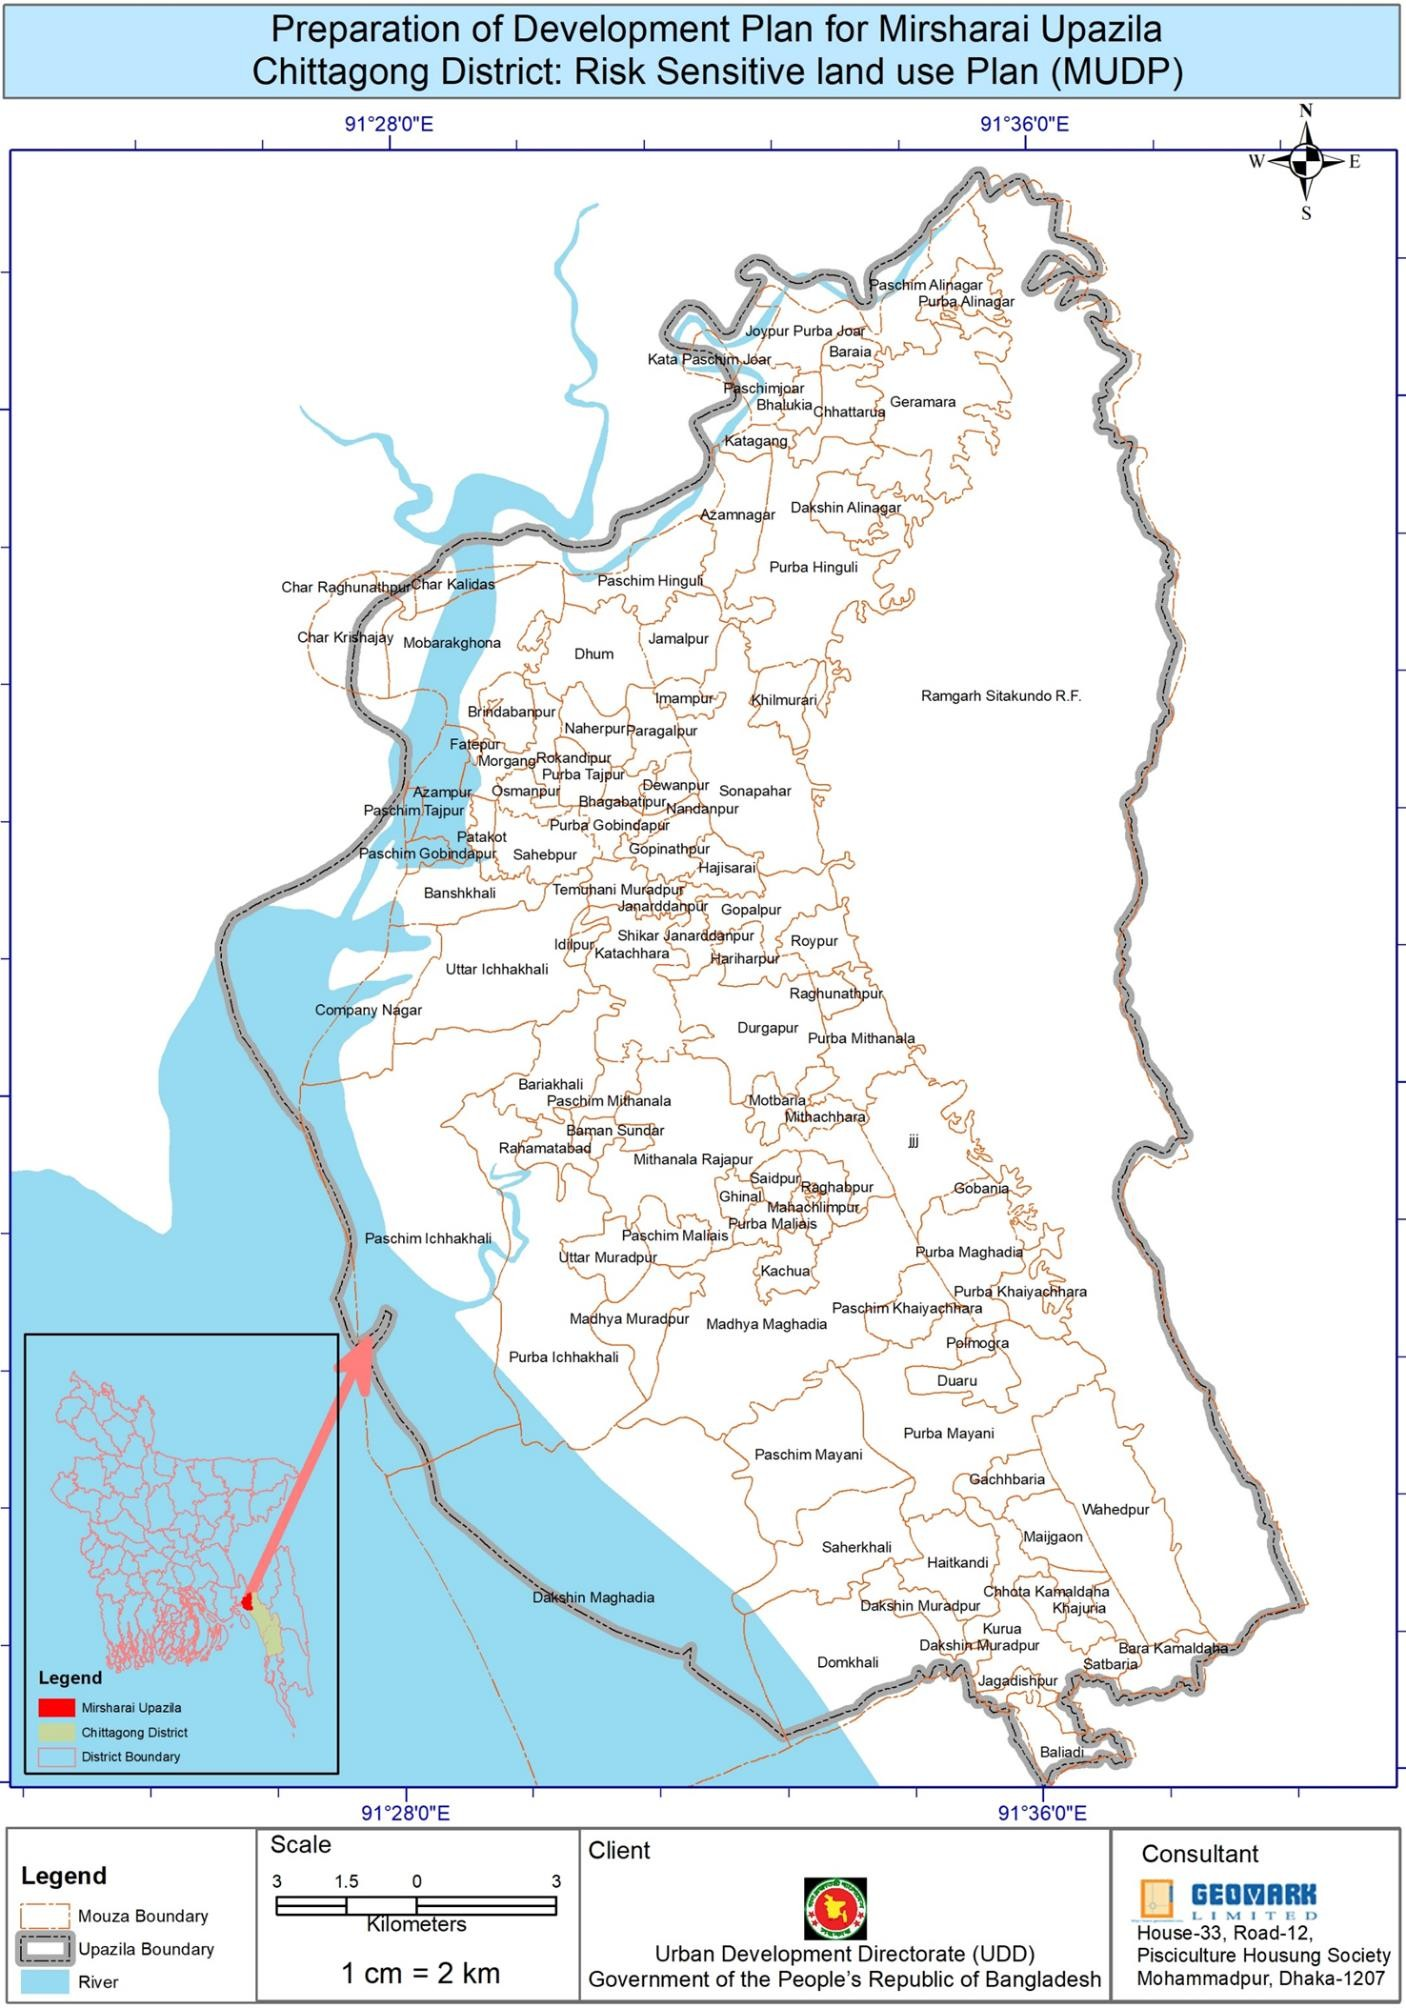 Preparation of Development Plan for Mirsharai Upazila
Chittagong District: Risk Sensitive land use Plan (MUDP)
91°28'0"E
91°36'0"E
N
W
E
S
Paschim Alinagar
Purba Alinagar
Joypur Purba Joar
Baraia
Kata Paschim Joar
Paschimjoar
Bhalukia
Chhattarua
Geramara
Katagang
Azamnagar
Dakshin Alinagar
Purba Hinguli
Paschim Hinguli
Char Raghunathpur
Char Kalidas
Char Krishajay
Mobarakghona
Dhum
Jamalpur
Imampur
Khilmurari
Ramgarh Sitakundo R.F.
Brindabanpur
Naherpur
Paragalpur
Fatepur
Morgang
Rokandipur
Purba Tajpur
Dewanpur
Sonapahar
Azampur
Osmanpur
Bhagabatipur
Nandanpur
Paschim Tajpur
Purba Gobindapur
Patakot
Paschim Gobindapur
Sahebpur
Gopinathpur
Hajisarai
Banshkhali
Temuhani Muradpur
Janarddanpur
Gopalpur
Shikar Janarddanpur
Idilpur
Katachhara
Hariharpur
Roypur
Uttar Ichhakhali
Raghunathpur
Company Nagar
Durgapur
Purba Mithanala
Bariakhali
Paschim Mithanala
Motbaria
Mithachhara
Baman Sundar
Rahamatabad
jjj
Mithanala Rajapur
Saidpur
Raghabpur
Gobania
Ghinal
Mahachlimpur
Purba Maliais
Paschim Maliais
Paschim Ichhakhali
Uttar Muradpur
Purba Maghadia
Kachua
Purba Khaiyachhara
Paschim Khaiyachhara
Madhya Muradpur
Madhya Maghadia
Polmogra
Purba Ichhakhali
Duaru
Purba Mayani
Paschim Mayani
Gachhbaria
Wahedpur
Maijgaon
Saherkhali
Haitkandi
Chhota Kamaldaha
Dakshin Maghadia
Dakshin Muradpur
Khajuria
Kurua
Dakshin Muradpur
Bara Kamaldaha
Domkhali
Satbaria
Jagadishpur
Baliadi
Legend
Mirsharai Upazila
Chittagong District
District Boundary
91°28'0"E
91°36'0"E
Legend
Mouza Boundary
Upazila Boundary
River
Scale
3 1.5 0 3
Kilometers
1 cm = 2 km
Client
Urban Development Directorate (UDD)
Government of the People's Republic of Bangladesh
Consultant
GEOMARK
LIMITED
House-33, Road-12,
Pisciculture Housung Society
Mohammadpur, Dhaka-1207